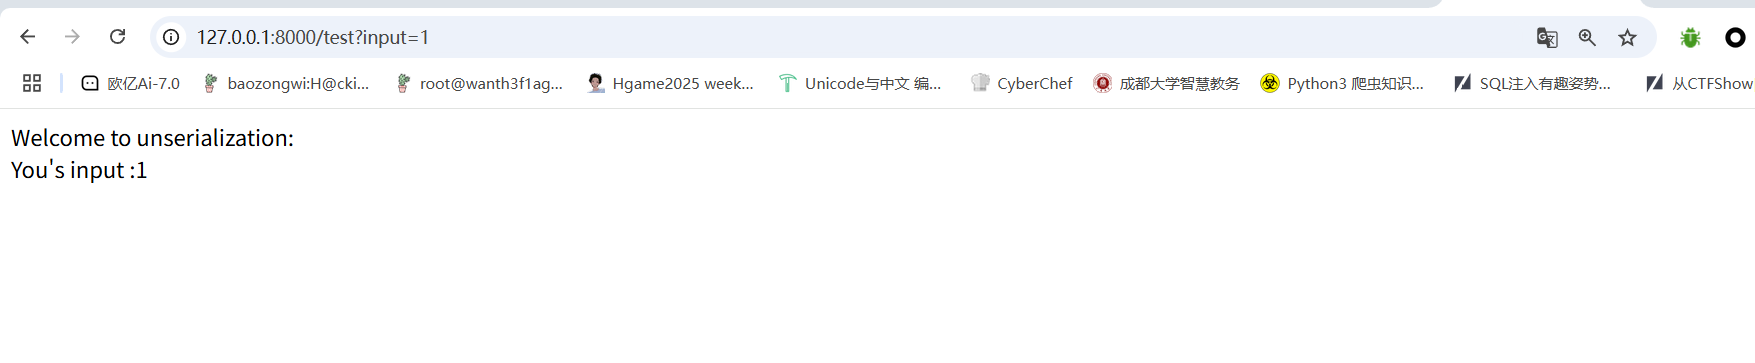 127.0.0.1:8000/test?input=1
欧亿Ai-7.0 baozongwi:H@cki... root@wanth3f1ag... Hgame2025 week... Unicode与中文 编... CyberChef 成都大学智慧教务 Python3 爬虫知识... SQL注入有趣姿势... 从CTFShow
Welcome to unserialization:
You's input :1